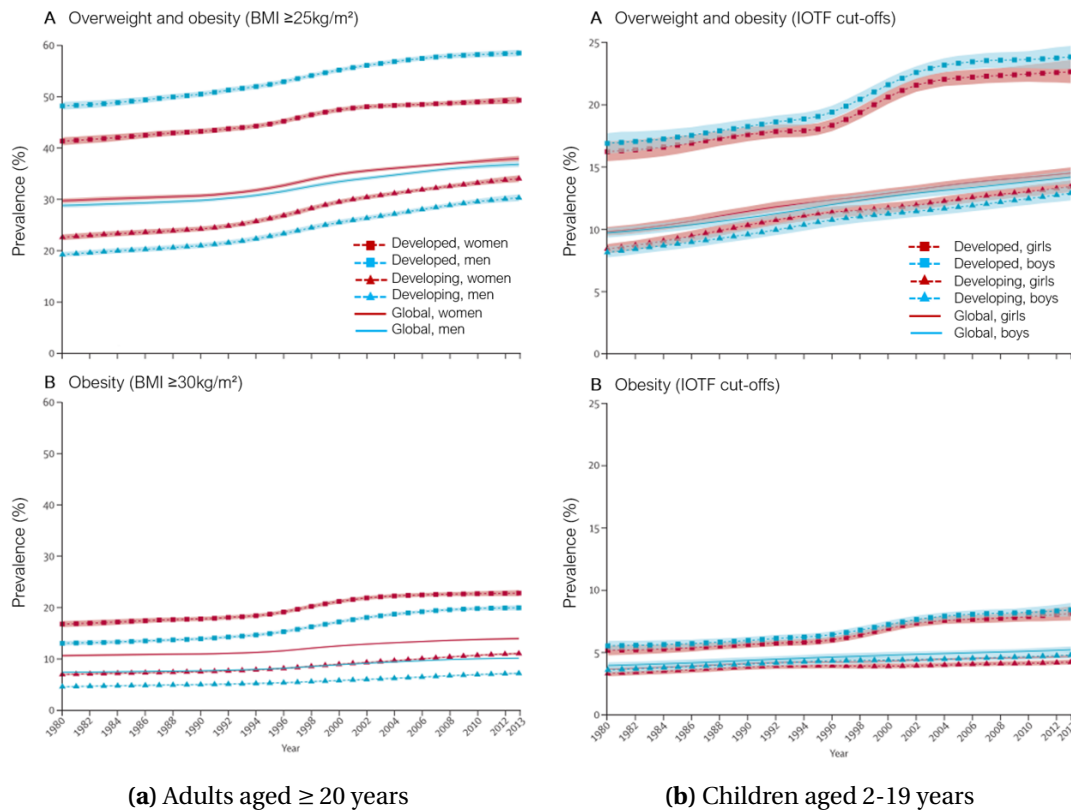 A Overweight and obesity (BMI ≥25kg/m²)
60
50
40
30
20
10
0
Prevalence (%)
Developed, women
Developed, men
Developing, women
Developing, men
Global, women
Global, men
B Obesity (BMI ≥30kg/m²)
60
50
40
30
20
10
0
Prevalence (%)
1980 1982 1984 1986 1988 1990 1992 1994 1996 1998 2000 2002 2004 2006 2008 2010 2012 2013
Year
(a) Adults aged ≥ 20 years
A Overweight and obesity (IOTF cut-offs)
25
20
15
10
5
0
Prevalence (%)
Developed, girls
Developed, boys
Developing, girls
Developing, boys
Global, girls
Global, boys
B Obesity (IOTF cut-offs)
25
20
15
10
5
0
Prevalence (%)
1980 1982 1984 1986 1988 1990 1992 1994 1996 1998 2000 2002 2004 2006 2008 2010 2012
Year
(b) Children aged 2-19 years